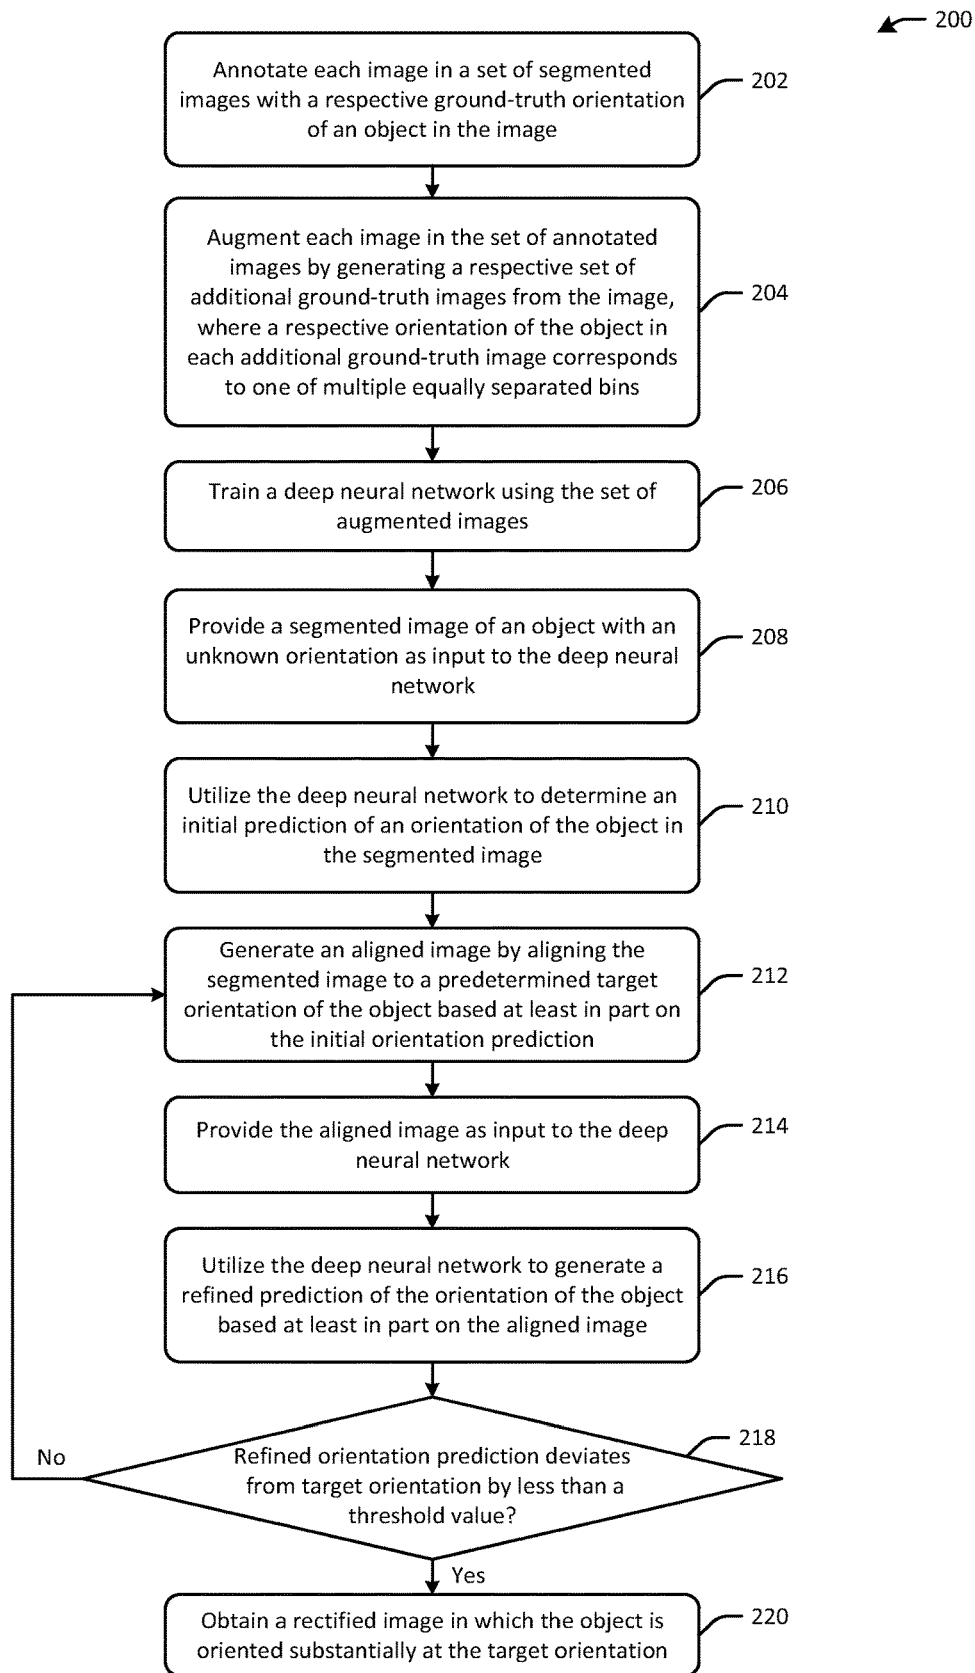 200
Annotate each image in a set of segmented
images with a respective ground-truth orientation
of an object in the image
202
Augment each image in the set of annotated
images by generating a respective set of
additional ground-truth images from the image,
where a respective orientation of the object in
each additional ground-truth image corresponds
to one of multiple equally separated bins
204
Train a deep neural network using the set of
augmented images
206
Provide a segmented image of an object with an
unknown orientation as input to the deep neural
network
208
Utilize the deep neural network to determine an
initial prediction of an orientation of the object in
the segmented image
210
Generate an aligned image by aligning the
segmented image to a predetermined target
orientation of the object based at least in part on
the initial orientation prediction
212
Provide the aligned image as input to the deep
neural network
214
Utilize the deep neural network to generate a
refined prediction of the orientation of the object
based at least in part on the aligned image
216
Refined orientation prediction deviates
from target orientation by less than a
threshold value?
218
No
Yes
Obtain a rectified image in which the object is
oriented substantially at the target orientation
220